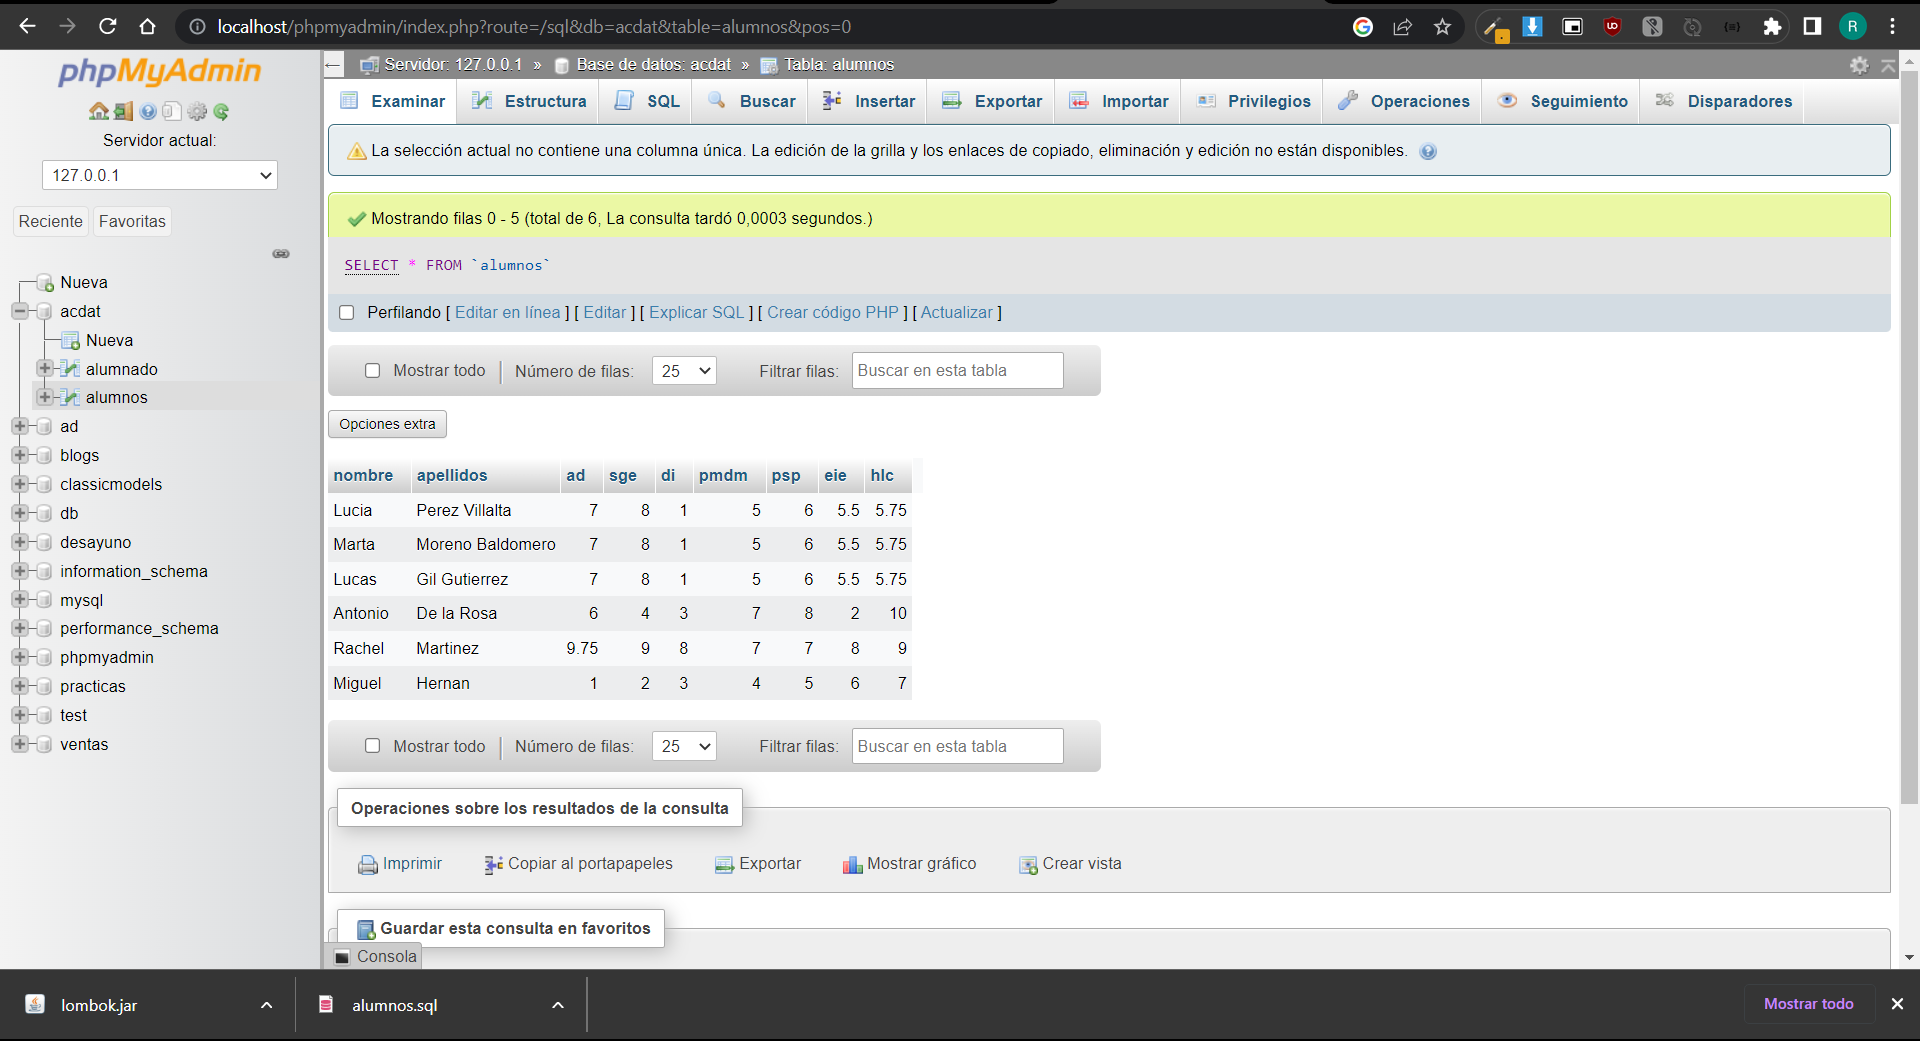 localhost/phpmyadmin/index.php?route=/sql&db=acdat&table=alumnos&pos=0
R
phpMyAdmin
Servidor actual:
127.0.0.1
Reciente
Favoritas
Nueva
acdat
Nueva
alumnado
alumnos
ad
blogs
classicmodels
db
desayuno
information_schema
mysql
performance_schema
phpmyadmin
practicas
test
ventas
Servidor: 127.0.0.1 » Base de datos: acdat » Tabla: alumnos
Examinar Estructura SQL Buscar Insertar Exportar Importar Privilegios Operaciones Seguimiento Disparadores
La selección actual no contiene una columna única. La edición de la grilla y los enlaces de copiado, eliminación y edición no están disponibles.
Mostrando filas 0 - 5 (total de 6, La consulta tardó 0,0003 segundos.)
SELECT * FROM `alumnos`
Perfilando [ Editar en línea ] [ Editar ] [ Explicar SQL ] [ Crear código PHP ] [ Actualizar ]
Mostrar todo | Número de filas: 25 Filtrar filas: Buscar en esta tabla
Opciones extra
nombre apellidos ad sge di pmdm psp eie hlc
Lucia Perez Villalta 7 8 1 5 6 5.5 5.75
Marta Moreno Baldomero 7 8 1 5 6 5.5 5.75
Lucas Gil Gutierrez 7 8 1 5 6 5.5 5.75
Antonio De la Rosa 6 4 3 7 8 2 10
Rachel Martinez 9.75 9 8 7 7 8 9
Miguel Hernan 1 2 3 4 5 6 7
Mostrar todo | Número de filas: 25 Filtrar filas: Buscar en esta tabla
Operaciones sobre los resultados de la consulta
Imprimir Copiar al portapapeles Exportar Mostrar gráfico Crear vista
Guardar esta consulta en favoritos
Consola
lombok.jar
alumnos.sql
Mostrar todo